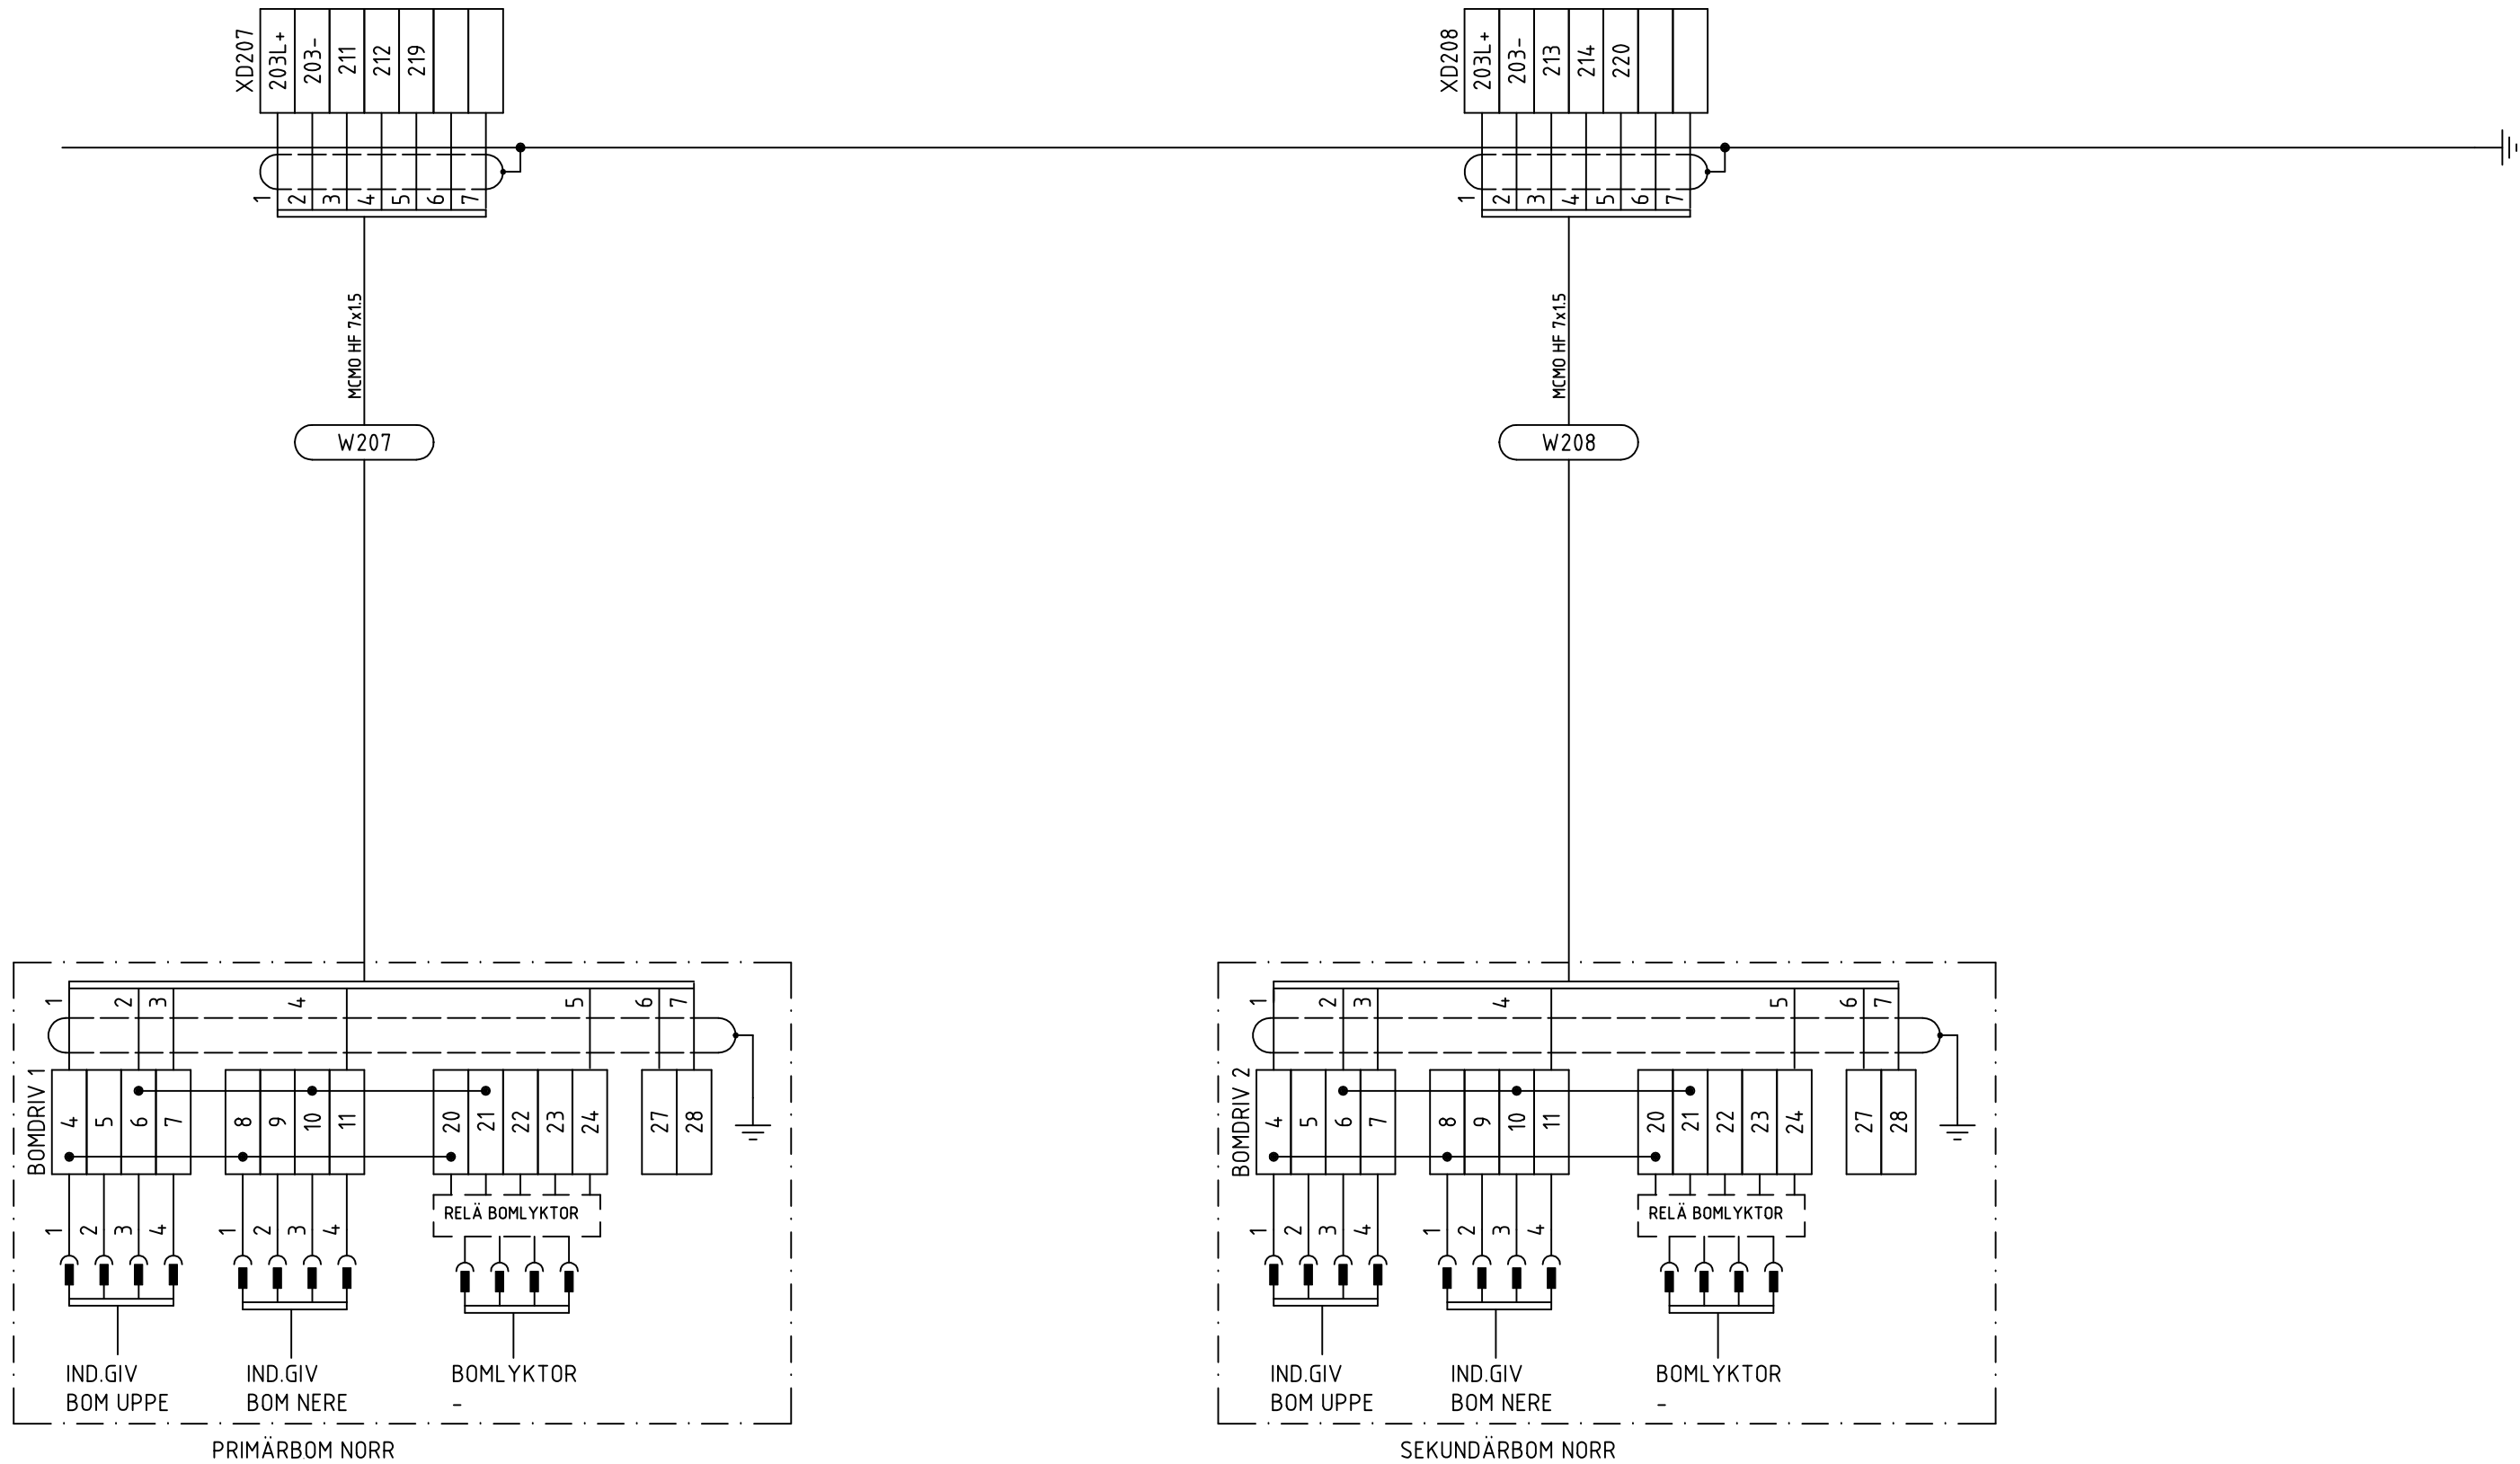 XD207
203L+
203-
211
212
219
1 2 3 4 5 6 7
MCMO HF 7x1.5
W207
1 2 3 4 5 6 7
BOMDRIV 1
4 5 6 7 8 9 10 11 20 21 22 23 24 27 28
RELÄ BOMLYKTOR
1 2 3 4 1 2 3 4
IND.GIV
BOM UPPE
IND.GIV
BOM NERE
BOMLYKTOR
-
PRIMÄRBOM NORR
XD208
203L+
203-
213
214
220
1 2 3 4 5 6 7
MCMO HF 7x1.5
W208
1 2 3 4 5 6 7
BOMDRIV 2
4 5 6 7 8 9 10 11 20 21 22 23 24 27 28
RELÄ BOMLYKTOR
1 2 3 4 1 2 3 4
IND.GIV
BOM UPPE
IND.GIV
BOM NERE
BOMLYKTOR
-
SEKUNDÄRBOM NORR